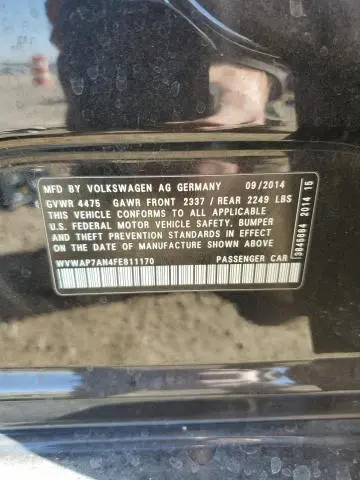 MFD BY VOLKSWAGEN AG GERMANY 09/2014
GVWR 4475 GAWR FRONT 2337 / REAR 2249 LBS
THIS VEHICLE CONFORMS TO ALL APPLICABLE
U.S. FEDERAL MOTOR VEHICLE SAFETY, BUMPER
AND THEFT PREVENTION STANDARDS IN EFFECT
ON THE DATE OF MANUFACTURE SHOWN ABOVE
WVWAP7AN4FE811170 PASSENGER CAR
3845684 2014 15